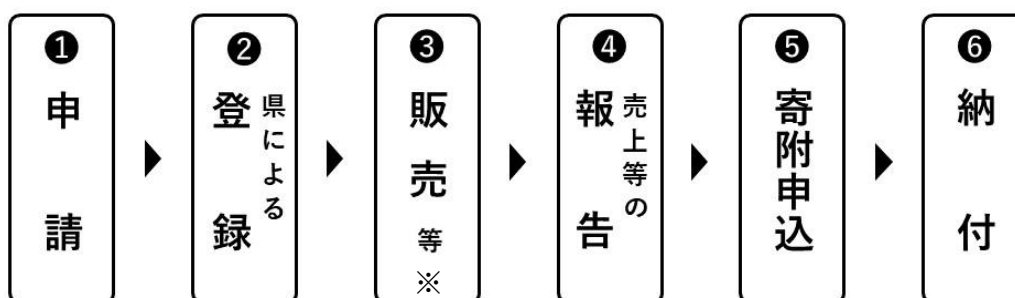 ❶
申請
❷
県による
登録
❸
販売等※
❹
売上等の
報告
❺
寄附申込
❻
納付